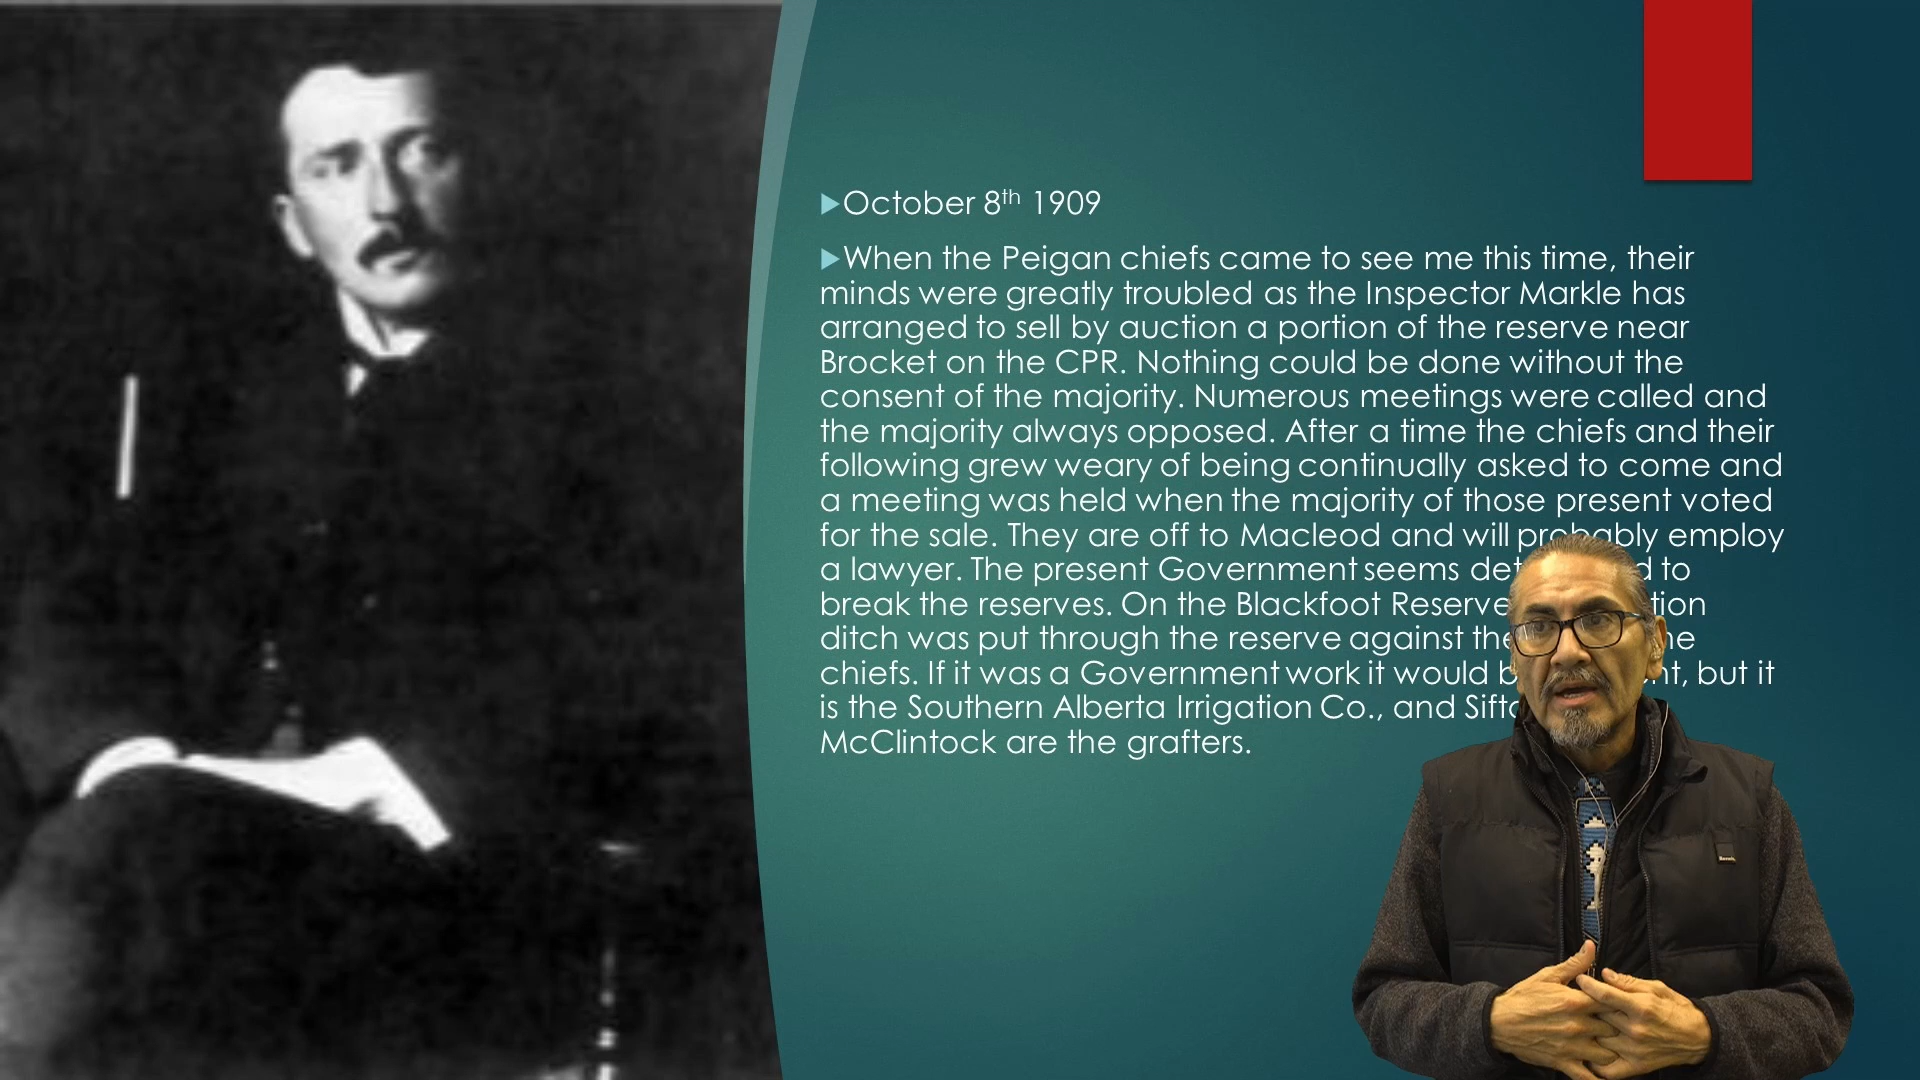 October 8th 1909
When the Peigan chiefs came to see me this time, their
minds were greatly troubled as the Inspector Markle has
arranged to sell by auction a portion of the reserve near
Brocket on the CPR. Nothing could be done without the
consent of the majority. Numerous meetings were called and
the majority always opposed. After a time the chiefs and their
following grew weary of being continually asked to come and
a meeting was held when the majority of those present voted
for the sale. They are off to Macleod and will probably employ
a lawyer. The present Government seems to
break the reserves. On the Blackfoot Reserve
ditch was put through the reserve against the
chiefs. If it was a Government work it would but it
is the Southern Alberta Irrigation Co., and
McClintock are the grafters.